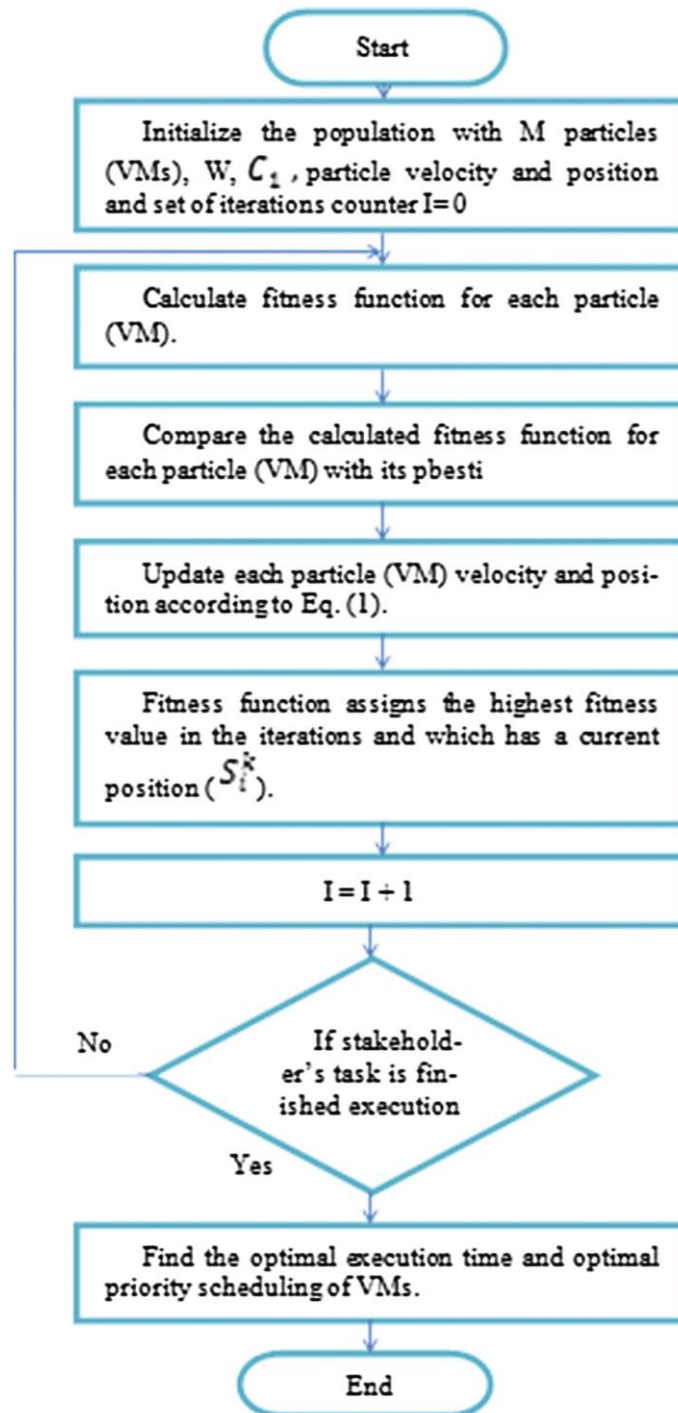 Start
Initialize the population with M particles
(VMs), W, C₁, particle velocity and position
and set of iterations counter I=0
Calculate fitness function for each particle
(VM).
Compare the calculated fitness function for
each particle (VM) with its pbesti
Update each particle (VM) velocity and posi-
tion according to Eq. (1).
Fitness function assigns the highest fitness
value in the iterations and which has a current
position (Sᵢᵏ).
I = I + 1
No
If stakehold-
er's task is fin-
ished execution
Yes
Find the optimal execution time and optimal
priority scheduling of VMs.
End